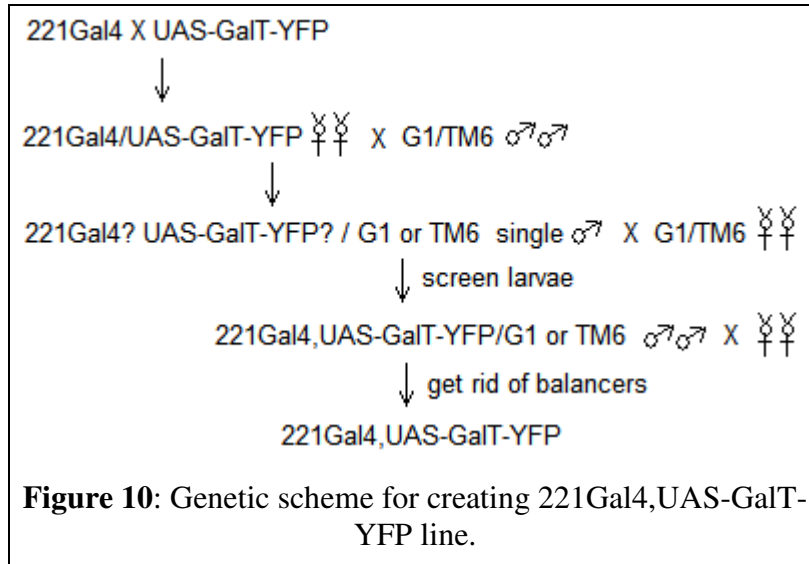 221Gal4 X UAS-GalT-YFP
221Gal4/UAS-GalT-YFP ☿☿ X G1/TM6 ♂♂
221Gal4? UAS-GalT-YFP? / G1 or TM6 single ♂ X G1/TM6 ☿☿
screen larvae
221Gal4,UAS-GalT-YFP/G1 or TM6 ♂♂ X ☿☿
get rid of balancers
221Gal4,UAS-GalT-YFP
Figure 10: Genetic scheme for creating 221Gal4,UAS-GalT-
YFP line.